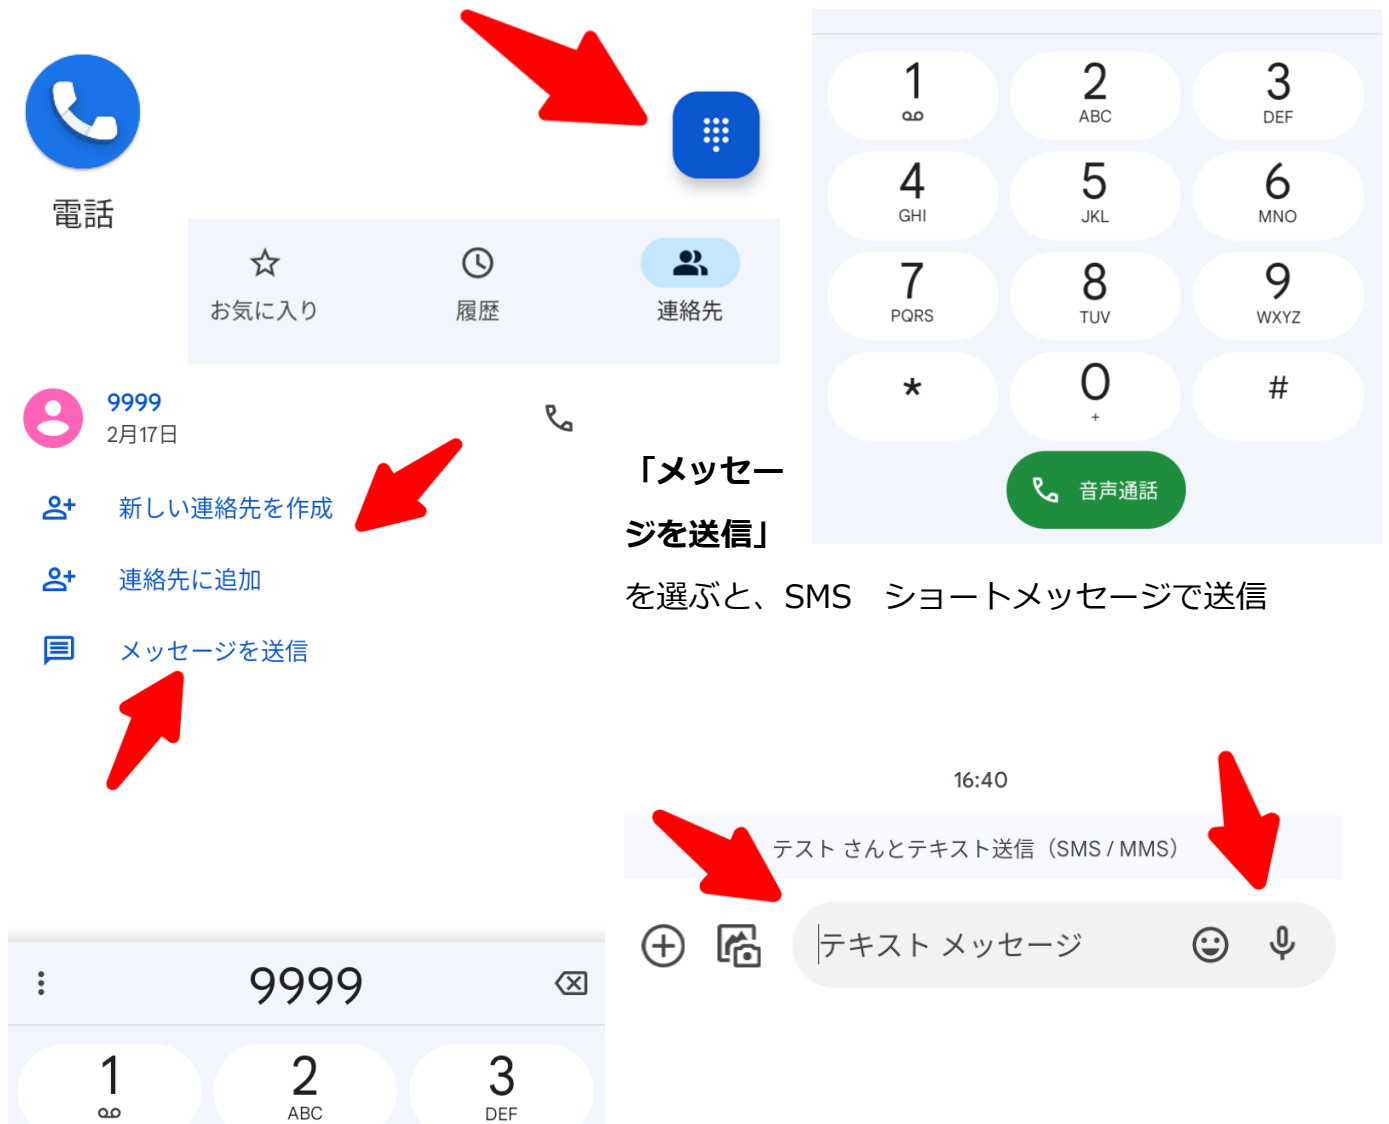 電話
お気に入り
履歴
連絡先
9999
2月17日
新しい連絡先を作成
連絡先に追加
メッセージを送信
9999
1
2
ABC
3
DEF
1
2
ABC
3
DEF
4
GHI
5
JKL
6
MNO
7
PQRS
8
TUV
9
WXYZ
*
0
+
#
音声通話
「メッセー
ジを送信」
を選ぶと、SMS　ショートメッセージで送信
16:40
テスト さんとテキスト送信（SMS / MMS）
テキスト メッセージ